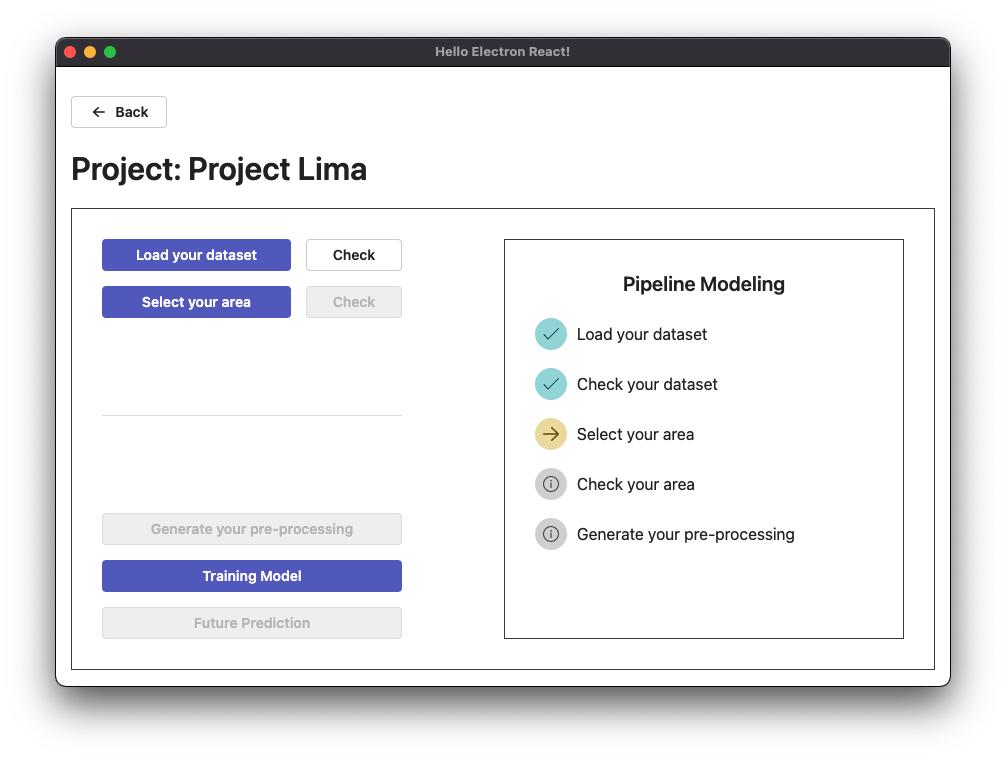 Hello Electron React!
Back
Project: Project Lima
Load your dataset
Check
Select your area
Check
Generate your pre-processing
Training Model
Future Prediction
Pipeline Modeling
Load your dataset
Check your dataset
Select your area
Check your area
Generate your pre-processing